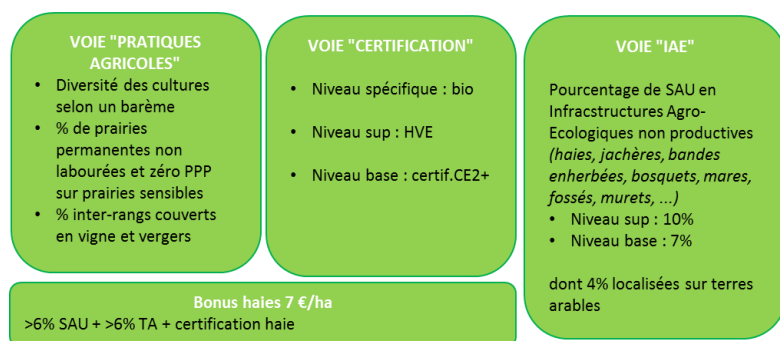 VOIE "PRATIQUES
AGRICOLES"
• Diversité des cultures
selon un barème
• % de prairies
permanentes non
labourées et zéro PPP
sur prairies sensibles
• % inter-rangs couverts
en vigne et vergers
VOIE "CERTIFICATION"
• Niveau spécifique : bio
• Niveau sup : HVE
• Niveau base : certif.CE2+
VOIE "IAE"
Pourcentage de SAU en
Infracstructures Agro-
Ecologiques non productives
(haies, jachères, bandes
enherbées, bosquets, mares,
fossés, murets, ...)
• Niveau sup : 10%
• Niveau base : 7%
dont 4% localisées sur terres
arables
Bonus haies 7 €/ha
>6% SAU + >6% TA + certification haie